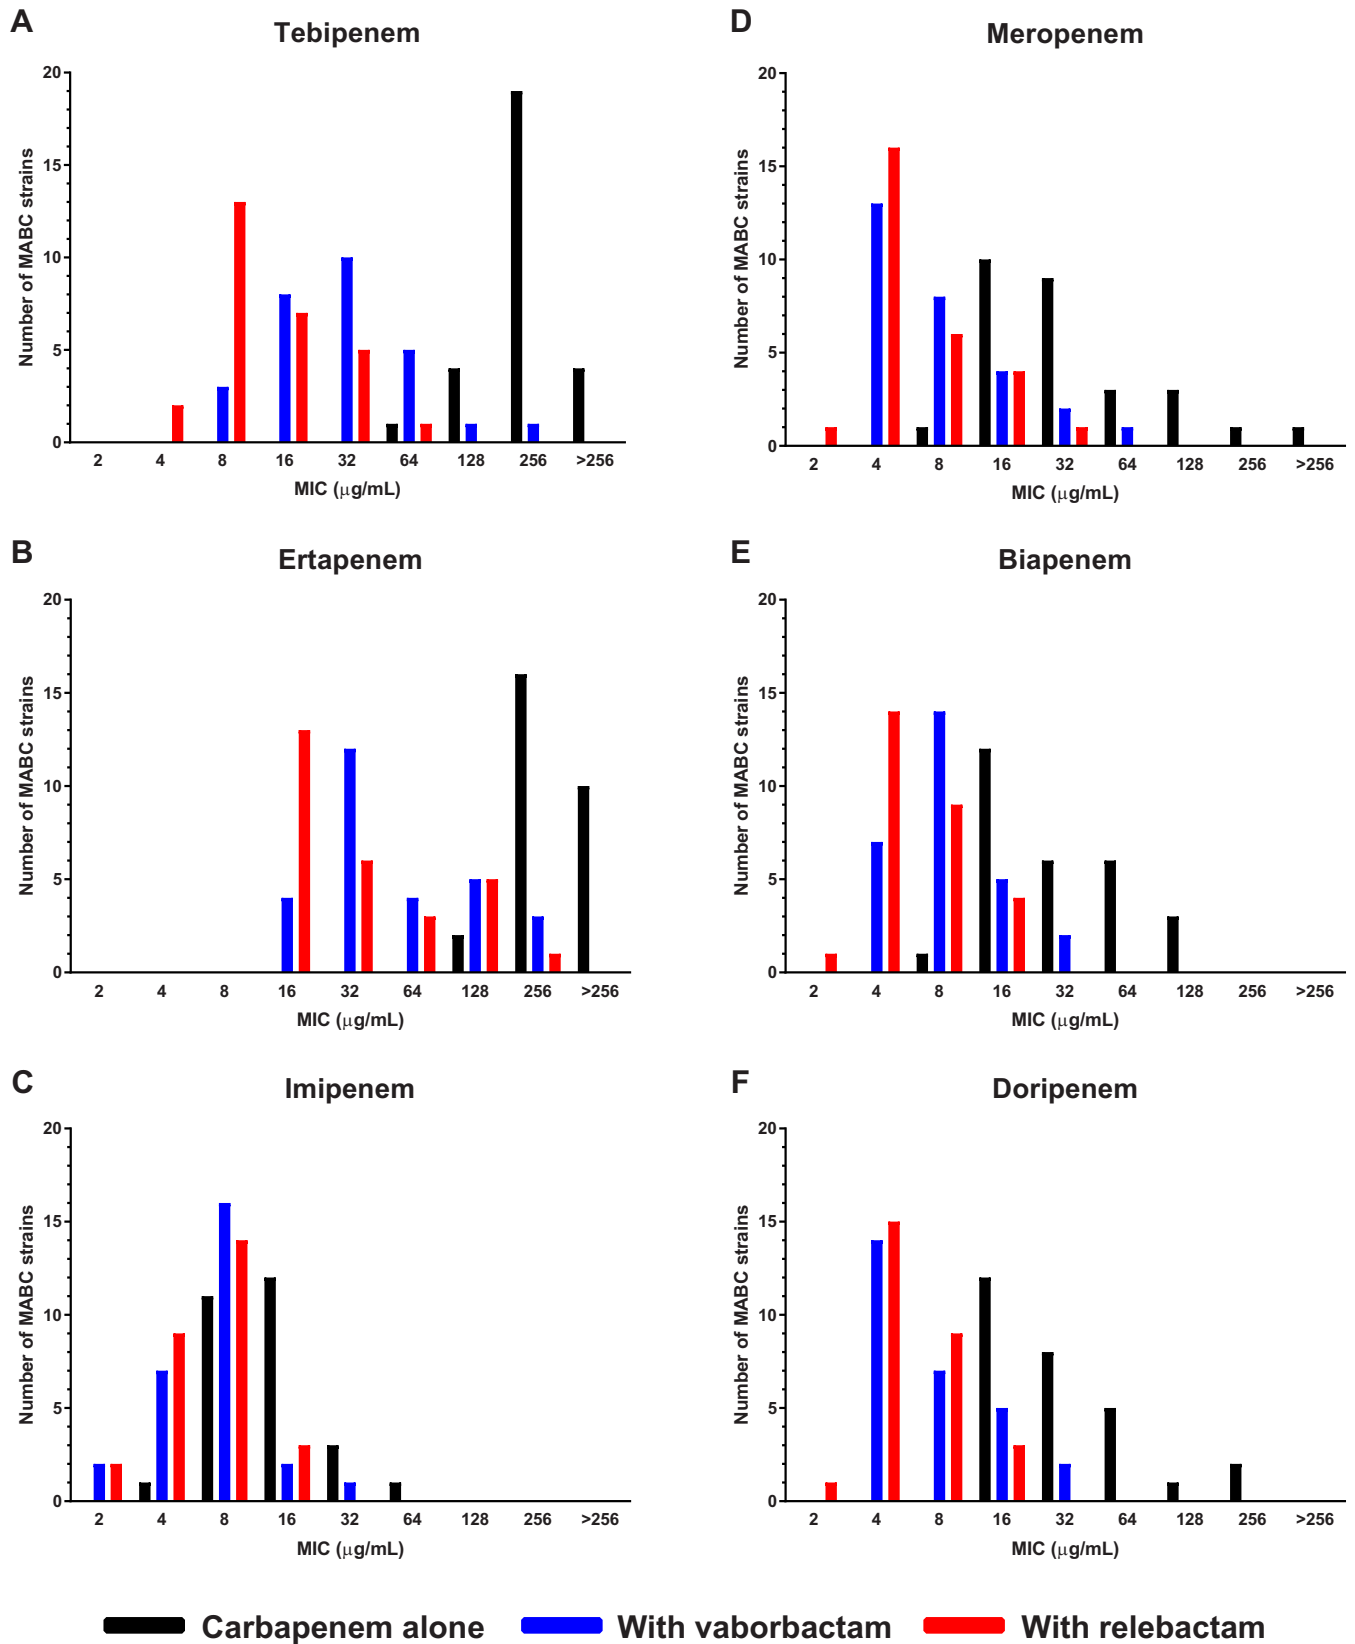 A
Tebipenem
20
15
10
5
0
Number of MABC strains
2 4 8 16 32 64 128 256 >256
MIC (μg/mL)
B
Ertapenem
20
15
10
5
0
Number of MABC strains
2 4 8 16 32 64 128 256 >256
MIC (μg/mL)
C
Imipenem
20
15
10
5
0
Number of MABC strains
2 4 8 16 32 64 128 256 >256
MIC (μg/mL)
D
Meropenem
20
15
10
5
0
Number of MABC strains
2 4 8 16 32 64 128 256 >256
MIC (μg/mL)
E
Biapenem
20
15
10
5
0
Number of MABC strains
2 4 8 16 32 64 128 256 >256
MIC (μg/mL)
F
Doripenem
20
15
10
5
0
Number of MABC strains
2 4 8 16 32 64 128 256 >256
MIC (μg/mL)
Carbapenem alone With vaborbactam With relebactam